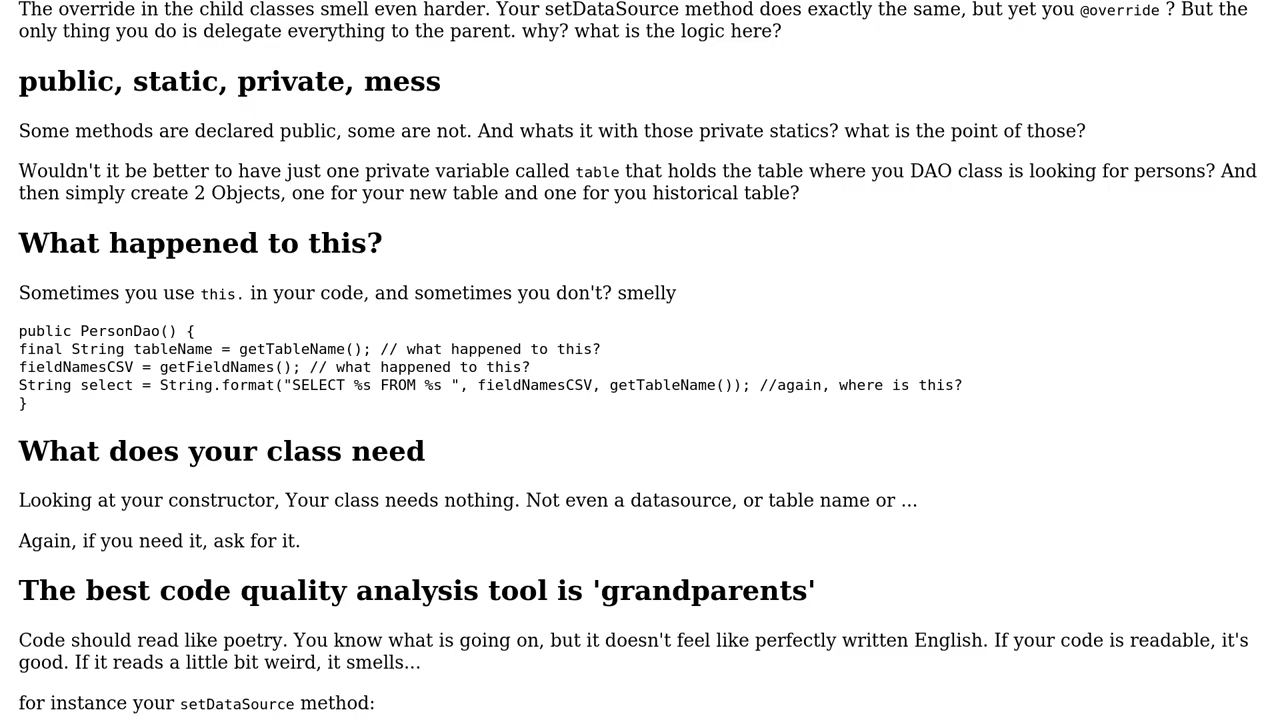 The override in the child classes smell even harder. Your setDataSource method does exactly the same, but yet you @override ? But the
only thing you do is delegate everything to the parent. why? what is the logic here?
public, static, private, mess
Some methods are declared public, some are not. And whats it with those private statics? what is the point of those?
Wouldn't it be better to have just one private variable called table that holds the table where you DAO class is looking for persons? And
then simply create 2 Objects, one for your new table and one for you historical table?
What happened to this?
Sometimes you use this. in your code, and sometimes you don't? smelly
public PersonDao() {
final String tableName = getTableName(); // what happened to this?
fieldNamesCSV = getFieldNames(); // what happened to this?
String select = String.format("SELECT %s FROM %s ", fieldNamesCSV, getTableName()); //again, where is this?
}
What does your class need
Looking at your constructor, Your class needs nothing. Not even a datasource, or table name or ...
Again, if you need it, ask for it.
The best code quality analysis tool is 'grandparents'
Code should read like poetry. You know what is going on, but it doesn't feel like perfectly written English. If your code is readable, it's
good. If it reads a little bit weird, it smells...
for instance your setDataSource method: